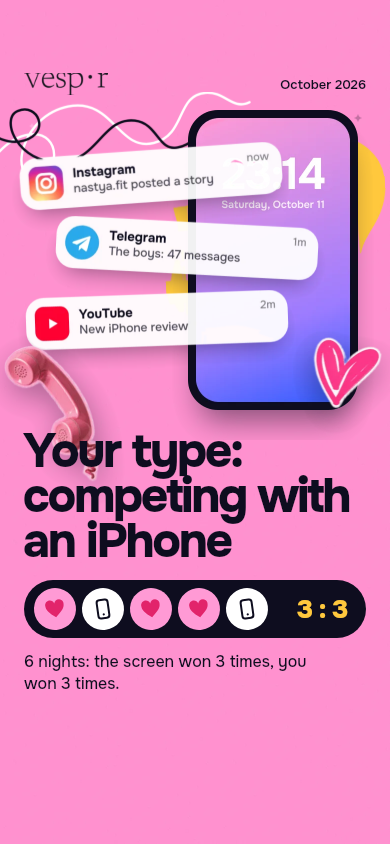 vesp·r
October 2026
Instagram
now
nastya.fit posted a story
23:14
Saturday, October 11
Telegram
1m
The boys: 47 messages
YouTube
2m
New iPhone review
Your type:
competing with
an iPhone
3:3
6 nights: the screen won 3 times, you
won 3 times.